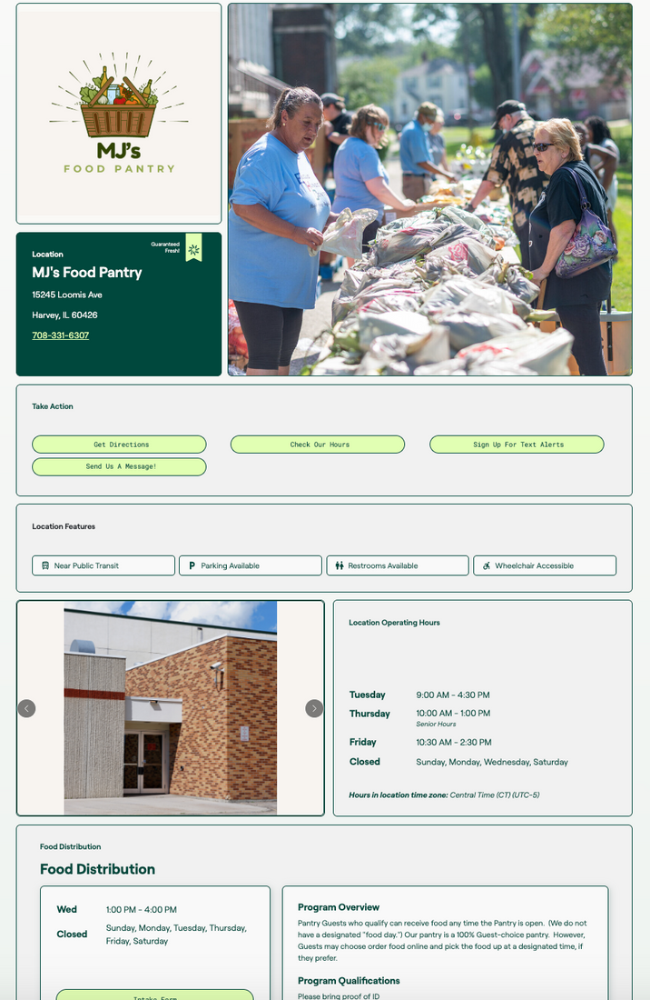 MJ's
FOOD PANTRY
Guaranteed
Fresh!
Location
MJ's Food Pantry
15245 Loomis Ave
Harvey, IL 60426
708-331-6307
Take Action
Get Directions
Check Our Hours
Sign Up For Text Alerts
Send Us A Message!
Location Features
Near Public Transit
Parking Available
Restrooms Available
Wheelchair Accessible
Location Operating Hours
Tuesday 9:00 AM - 4:30 PM
Thursday 10:00 AM - 1:00 PM
Senior Hours
Friday 10:30 AM - 2:30 PM
Closed Sunday, Monday, Wednesday, Saturday
Hours in location time zone: Central Time (CT) (UTC-5)
Food Distribution
Food Distribution
Wed 1:00 PM - 4:00 PM
Closed Sunday, Monday, Tuesday, Thursday,
Friday, Saturday
Intake Form
Program Overview
Pantry Guests who qualify can receive food any time the Pantry is open. (We do not
have a designated "food day.") Our pantry is a 100% Guest-choice pantry. However,
Guests may choose order food online and pick the food up at a designated time, if
they prefer.
Program Qualifications
Please bring proof of ID